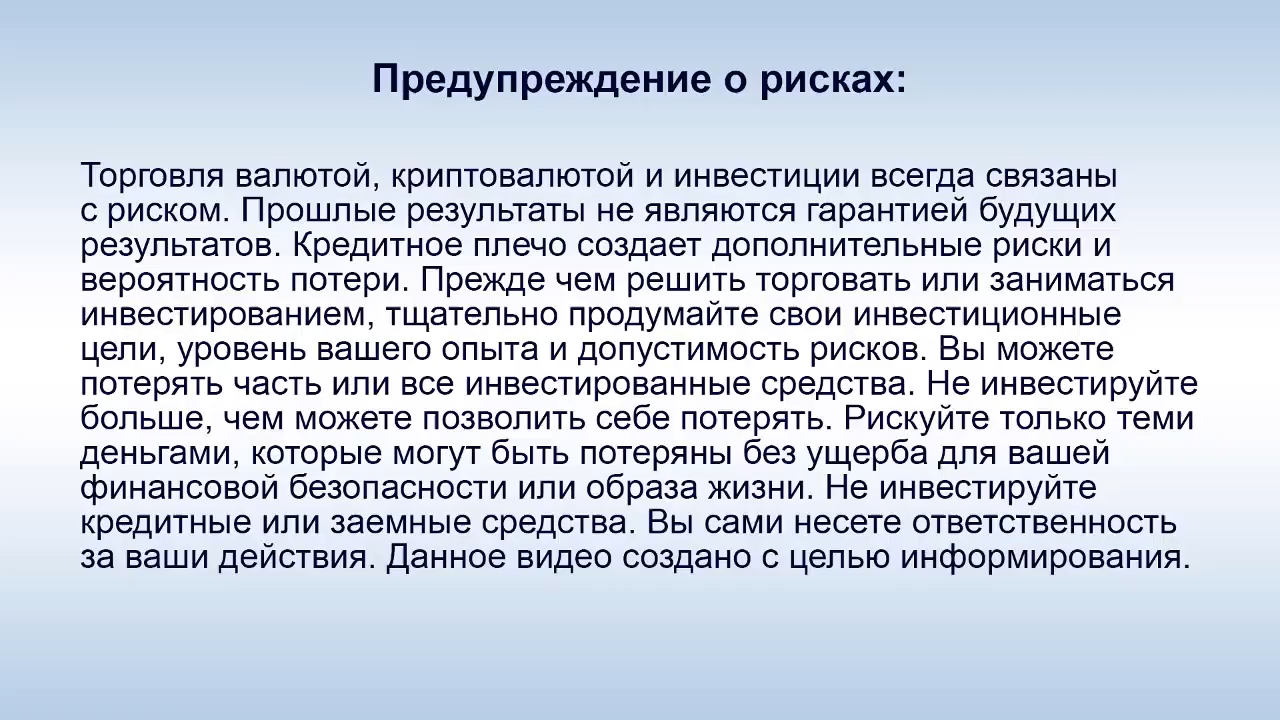 Предупреждение о рисках:
Торговля валютой, криптовалютой и инвестиции всегда связаны
с риском. Прошлые результаты не являются гарантией будущих
результатов. Кредитное плечо создает дополнительные риски и
вероятность потери. Прежде чем решить торговать или заниматься
инвестированием, тщательно продумайте свои инвестиционные
цели, уровень вашего опыта и допустимость рисков. Вы можете
потерять часть или все инвестированные средства. Не инвестируйте
больше, чем можете позволить себе потерять. Рискуйте только теми
деньгами, которые могут быть потеряны без ущерба для вашей
финансовой безопасности или образа жизни. Не инвестируйте
кредитные или заемные средства. Вы сами несете ответственность
за ваши действия. Данное видео создано с целью информирования.